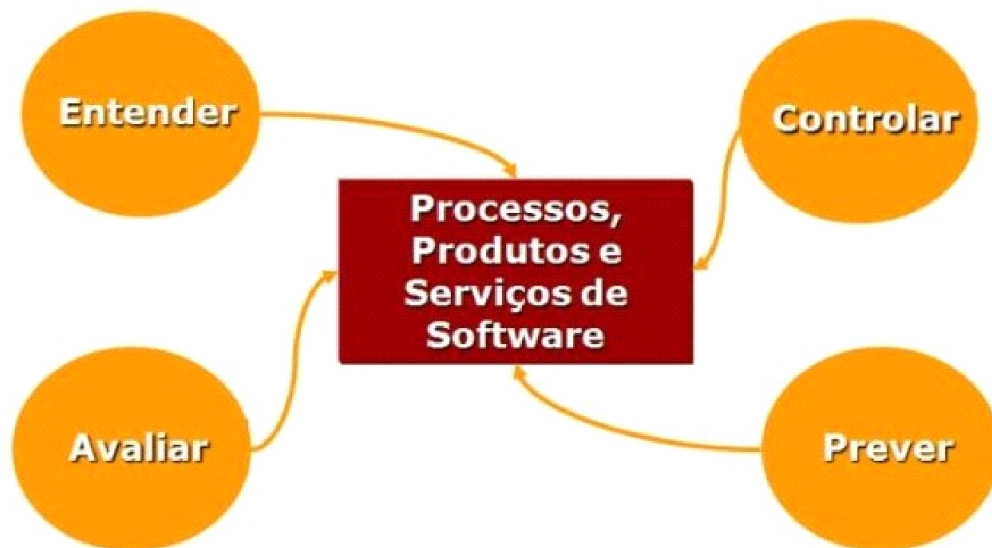 Entender
Controlar
Processos,
Produtos e
Serviços de
Software
Avaliar
Prever